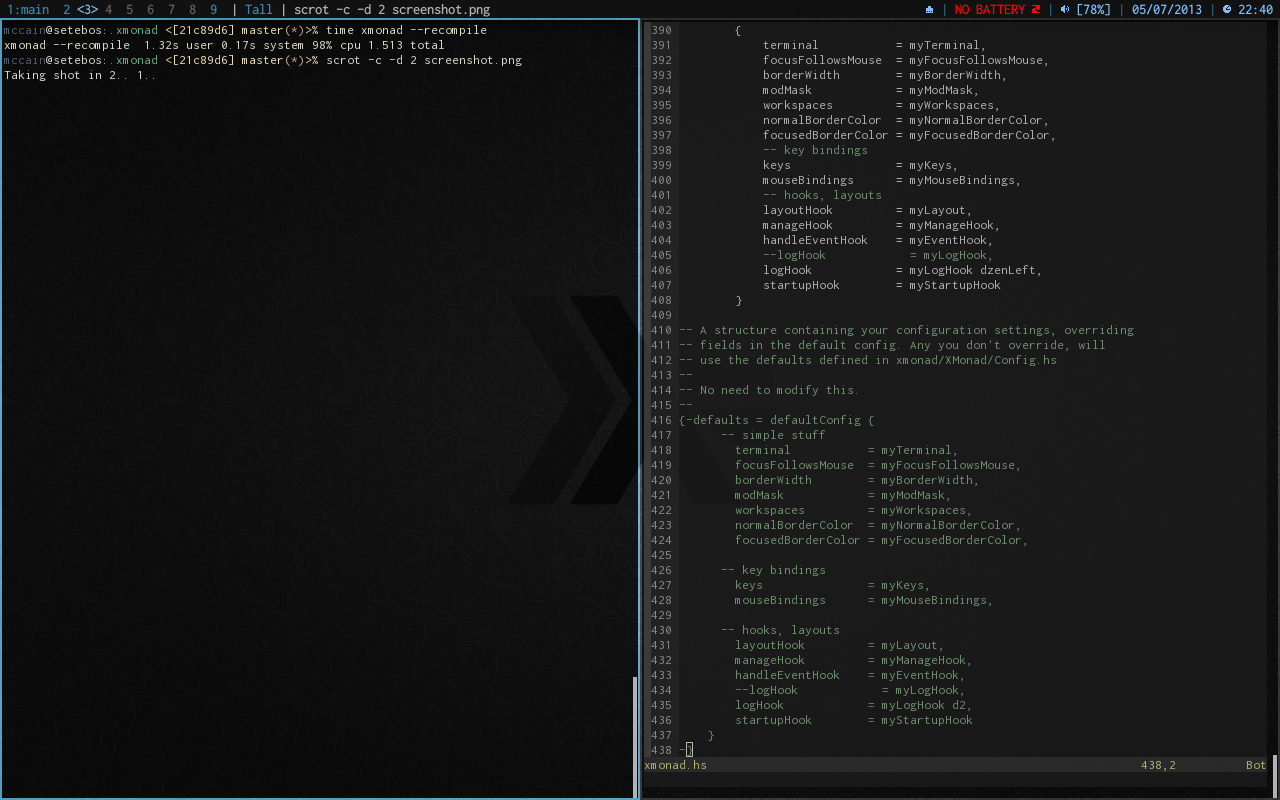 1:main  2 <3> 4  5  6  7  8  9  | Tall | scrot -c -d 2 screenshot.png
| NO BATTERY | [78%] | 05/07/2013 | 22:40
mccain@setebos:.xmonad <[21c89d6] master(*)>% time xmonad --recompile
xmonad --recompile  1.32s user 0.17s system 98% cpu 1.513 total
mccain@setebos:.xmonad <[21c89d6] master(*)>% scrot -c -d 2 screenshot.png
Taking shot in 2.. 1..
390         {
391             terminal           = myTerminal,
392             focusFollowsMouse  = myFocusFollowsMouse,
393             borderWidth        = myBorderWidth,
394             modMask            = myModMask,
395             workspaces         = myWorkspaces,
396             normalBorderColor  = myNormalBorderColor,
397             focusedBorderColor = myFocusedBorderColor,
398             -- key bindings
399             keys               = myKeys,
400             mouseBindings      = myMouseBindings,
401             -- hooks, layouts
402             layoutHook         = myLayout,
403             manageHook         = myManageHook,
404             handleEventHook    = myEventHook,
405             --logHook            = myLogHook,
406             logHook            = myLogHook dzenLeft,
407             startupHook        = myStartupHook
408         }
409
410 -- A structure containing your configuration settings, overriding
411 -- fields in the default config. Any you don't override, will
412 -- use the defaults defined in xmonad/XMonad/Config.hs
413 --
414 -- No need to modify this.
415 --
416 {-defaults = defaultConfig {
417       -- simple stuff
418         terminal           = myTerminal,
419         focusFollowsMouse  = myFocusFollowsMouse,
420         borderWidth        = myBorderWidth,
421         modMask            = myModMask,
422         workspaces         = myWorkspaces,
423         normalBorderColor  = myNormalBorderColor,
424         focusedBorderColor = myFocusedBorderColor,
425
426       -- key bindings
427         keys               = myKeys,
428         mouseBindings      = myMouseBindings,
429
430       -- hooks, layouts
431         layoutHook         = myLayout,
432         manageHook         = myManageHook,
433         handleEventHook    = myEventHook,
434         --logHook            = myLogHook,
435         logHook            = myLogHook d2,
436         startupHook        = myStartupHook
437     }
438 -}
xmonad.hs 438,2 Bot